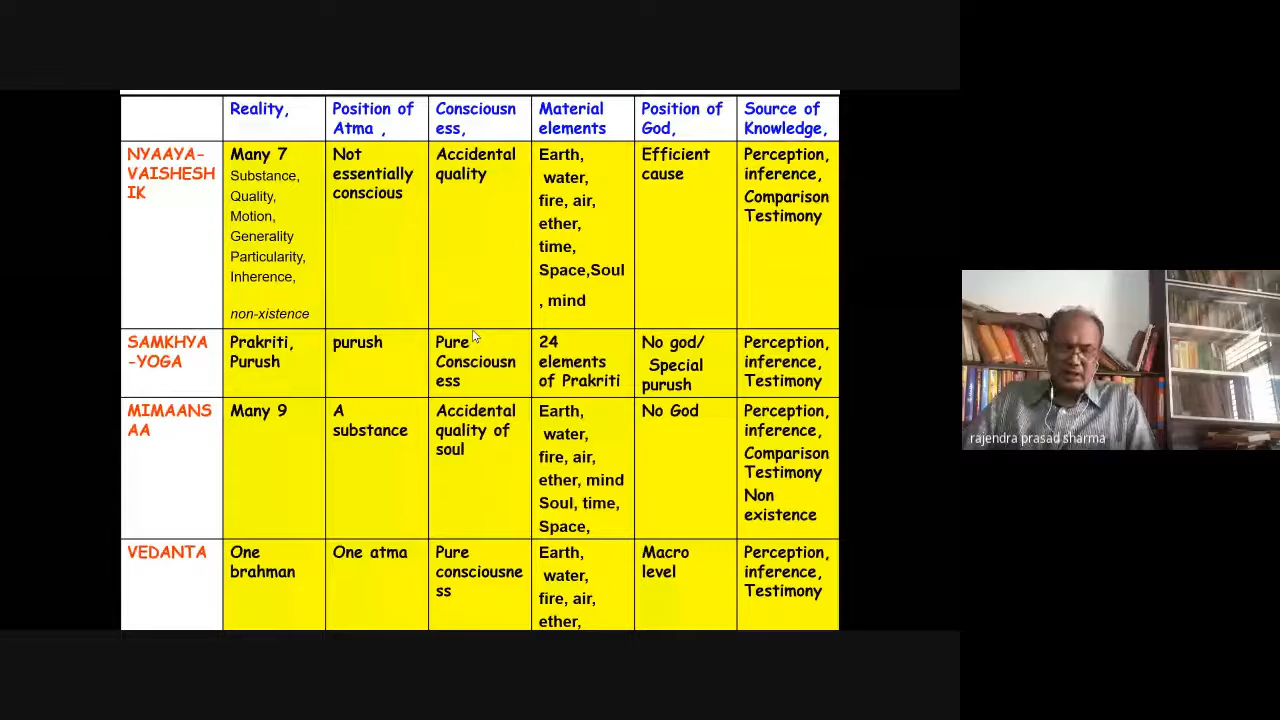 Reality,
Position of
Atma ,
Consciousn
ess,
Material
elements
Position of
God,
Source of
Knowledge,
NYAAYA-
VAISHESH
IK
Many 7
Substance,
Quality,
Motion,
Generality
Particularity,
Inherence,
non-xistence
Not
essentially
conscious
Accidental
quality
Earth,
water,
fire, air,
ether,
time,
Space,Soul
, mind
Efficient
cause
Perception,
inference,
Comparison
Testimony
SAMKHYA
-YOGA
Prakriti,
Purush
purush
Pure
Consciousn
ess
24
elements
of Prakriti
No god/
Special
purush
Perception,
inference,
Testimony
MIMAANS
AA
Many 9
A
substance
Accidental
quality of
soul
Earth,
water,
fire, air,
ether, mind
Soul, time,
Space,
No God
Perception,
inference,
Comparison
Testimony
Non
existence
VEDANTA
One
brahman
One atma
Pure
consciousne
ss
Earth,
water,
fire, air,
ether,
Macro
level
Perception,
inference,
Testimony
rajendra prasad sharma